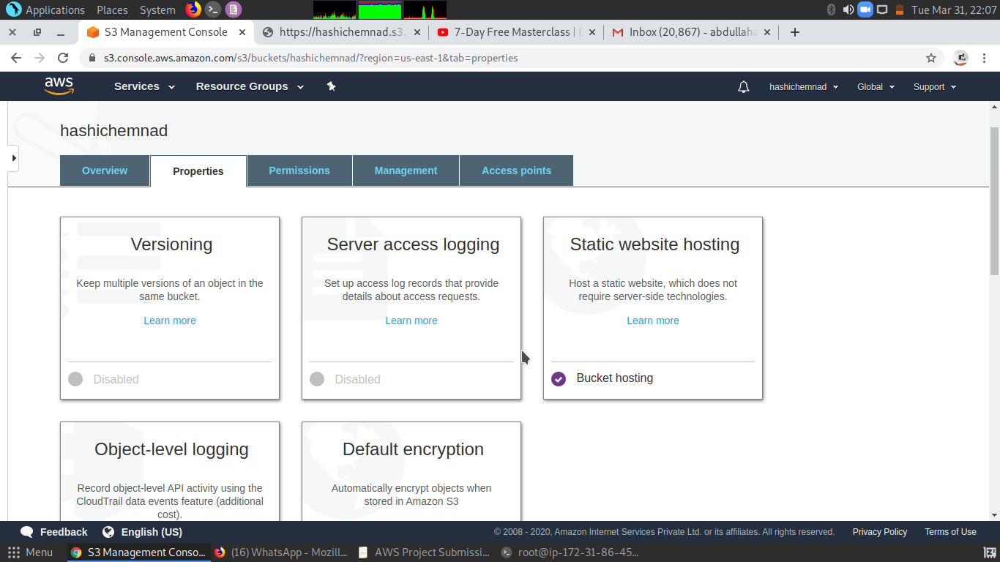 Applications Places System Tue Mar 31, 22:07
S3 Management Console https://hashichemnad.s3. 7-Day Free Masterclass | Inbox (20,867) - abdullaha
s3.console.aws.amazon.com/s3/buckets/hashichemnad/?region=us-east-1&tab=properties
aws Services Resource Groups hashichemnad Global Support
hashichemnad
Overview Properties Permissions Management Access points
Versioning
Keep multiple versions of an object in the
same bucket.
Learn more
Disabled
Server access logging
Set up access log records that provide
details about access requests.
Learn more
Disabled
Static website hosting
Host a static website, which does not
require server-side technologies.
Learn more
Bucket hosting
Object-level logging
Record object-level API activity using the
CloudTrail data events feature (additional
cost).
Default encryption
Automatically encrypt objects when
stored in Amazon S3
Feedback English (US) © 2008 - 2020, Amazon Internet Services Private Ltd. or its affiliates. All rights reserved. Privacy Policy Terms of Use
Menu S3 Management Conso... (16) WhatsApp - Mozill... AWS Project Submissi... root@ip-172-31-86-45...